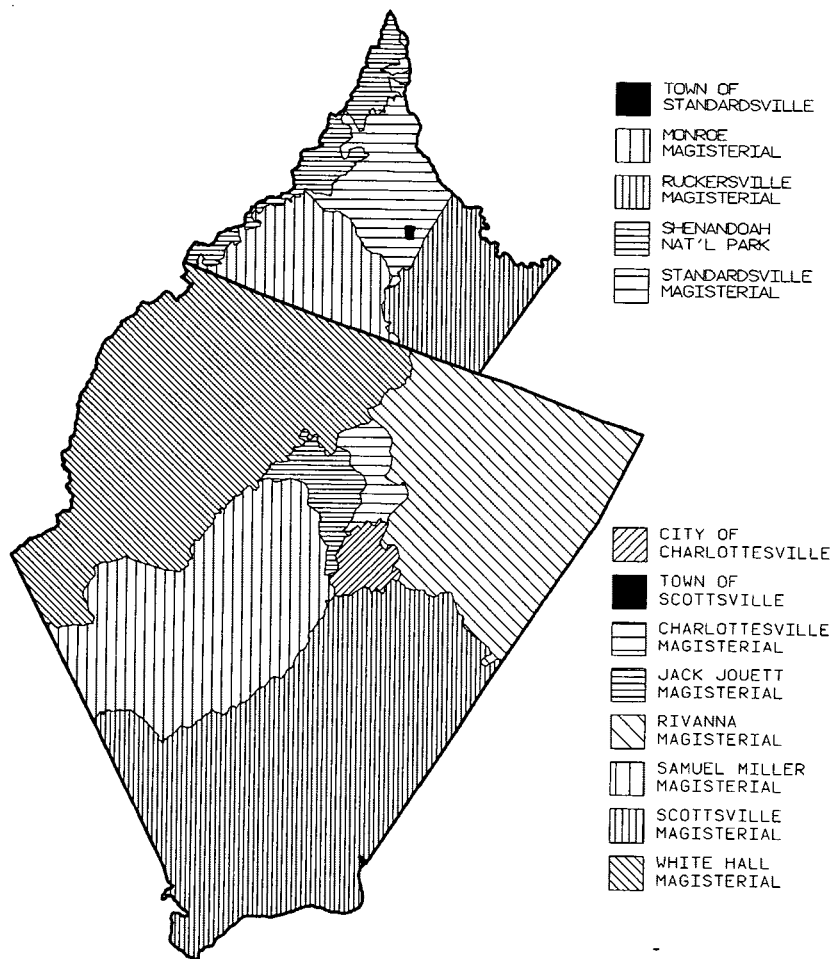 TOWN OF
STANDARDSVILLE
MONROE
MAGISTERIAL
RUCKERSVILLE
MAGISTERIAL
SHENANDOAH
NAT'L PARK
STANDARDSVILLE
MAGISTERIAL
CITY OF
CHARLOTTESVILLE
TOWN OF
SCOTTSVILLE
CHARLOTTESVILLE
MAGISTERIAL
JACK JOUETT
MAGISTERIAL
RIVANNA
MAGISTERIAL
SAMUEL MILLER
MAGISTERIAL
SCOTTSVILLE
MAGISTERIAL
WHITE HALL
MAGISTERIAL